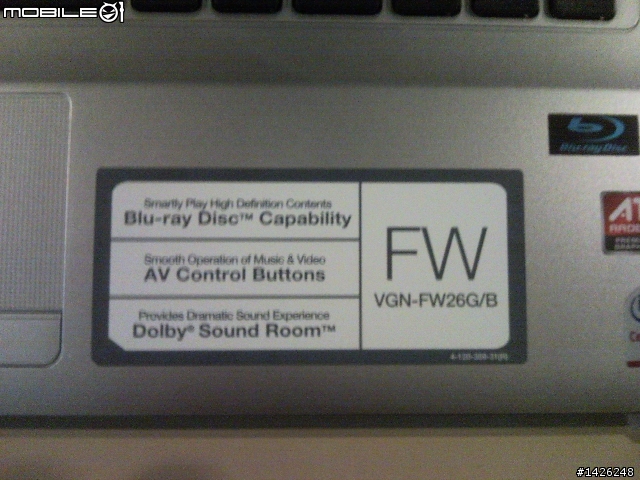 MOBILE01
Blu-ray Disc
Smartly Play High Definition Contents
Blu-ray Disc™ Capability
Smooth Operation of Music & Video
AV Control Buttons
Provides Dramatic Sound Experience
Dolby® Sound Room™
FW
VGN-FW26G/B
#1426248